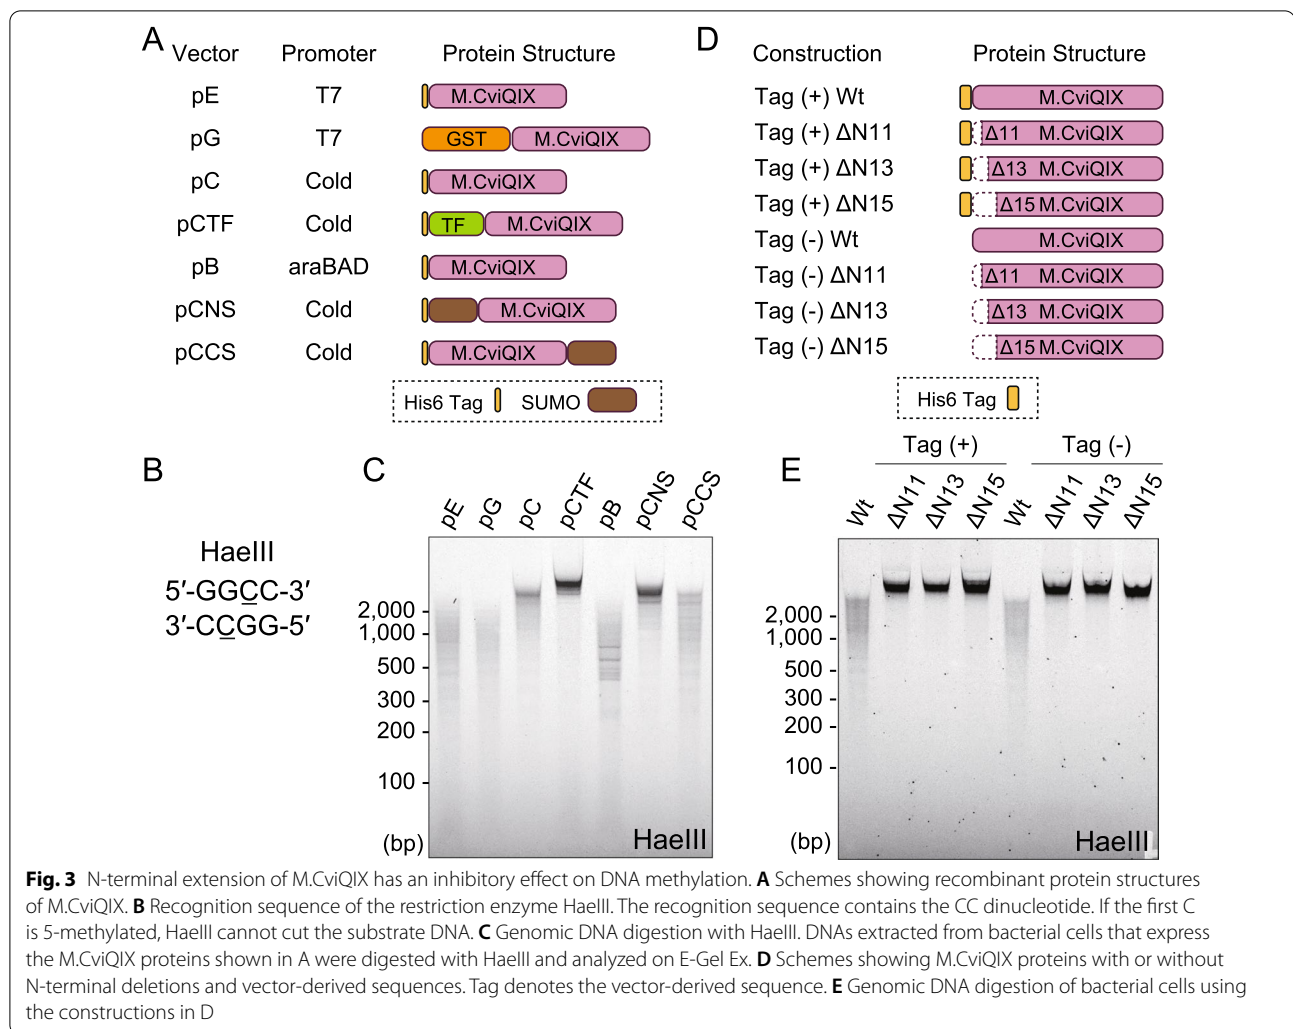 A Vector Promoter Protein Structure
pE T7 M.CviQIX
pG T7 GST M.CviQIX
pC Cold M.CviQIX
pCTF Cold TF M.CviQIX
pB araBAD M.CviQIX
pCNS Cold M.CviQIX
pCCS Cold M.CviQIX
His6 Tag SUMO
D Construction Protein Structure
Tag (+) Wt M.CviQIX
Tag (+) ΔN11 Δ11 M.CviQIX
Tag (+) ΔN13 Δ13 M.CviQIX
Tag (+) ΔN15 Δ15 M.CviQIX
Tag (-) Wt M.CviQIX
Tag (-) ΔN11 Δ11 M.CviQIX
Tag (-) ΔN13 Δ13 M.CviQIX
Tag (-) ΔN15 Δ15 M.CviQIX
His6 Tag
B
HaeIII
5′-GGCC-3′
3′-CCGG-5′
C
pE pG pC pCTF pB pCNS pCCS
2,000 -
1,000 -
500 -
300 -
200 -
100 -
(bp) HaeIII
E
Tag (+) Tag (-)
Wt ΔN11 ΔN13 ΔN15 Wt ΔN11 ΔN13 ΔN15
2,000 -
1,000 -
500 -
300 -
200 -
100 -
(bp) HaeIII
Fig. 3 N-terminal extension of M.CviQIX has an inhibitory effect on DNA methylation. A Schemes showing recombinant protein structures
of M.CviQIX. B Recognition sequence of the restriction enzyme HaeIII. The recognition sequence contains the CC dinucleotide. If the first C
is 5-methylated, HaeIII cannot cut the substrate DNA. C Genomic DNA digestion with HaeIII. DNAs extracted from bacterial cells that express
the M.CviQIX proteins shown in A were digested with HaeIII and analyzed on E-Gel Ex. D Schemes showing M.CviQIX proteins with or without
N-terminal deletions and vector-derived sequences. Tag denotes the vector-derived sequence. E Genomic DNA digestion of bacterial cells using
the constructions in D